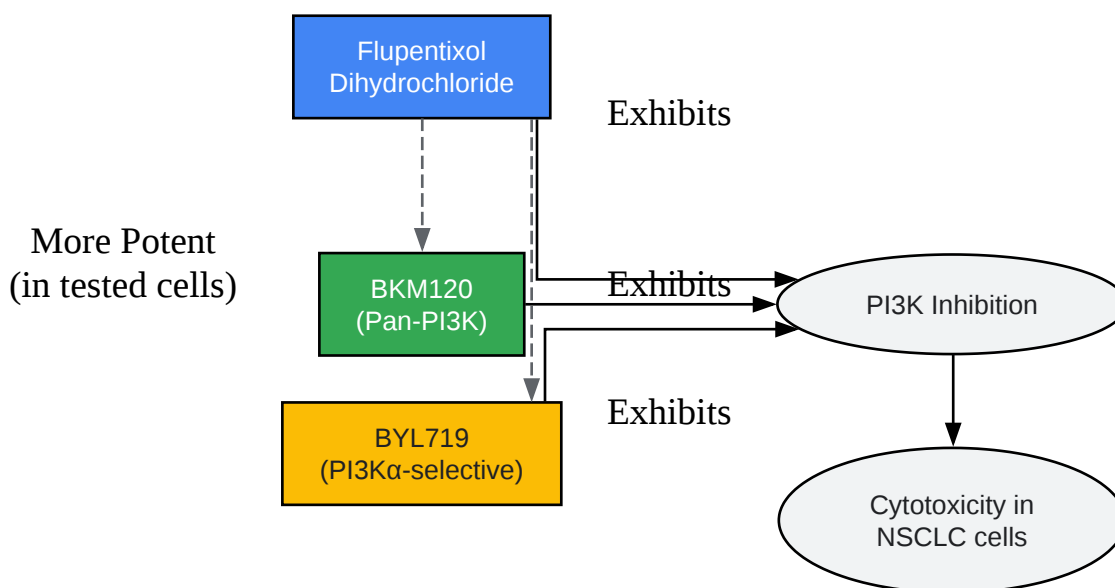 Flupentixol
Dihydrochloride
Exhibits
More Potent
(in tested cells)
BKM120
(Pan-PI3K)
Exhibits
PI3K Inhibition
BYL719
(PI3Kα-selective)
Exhibits
Cytotoxicity in
NSCLC cells